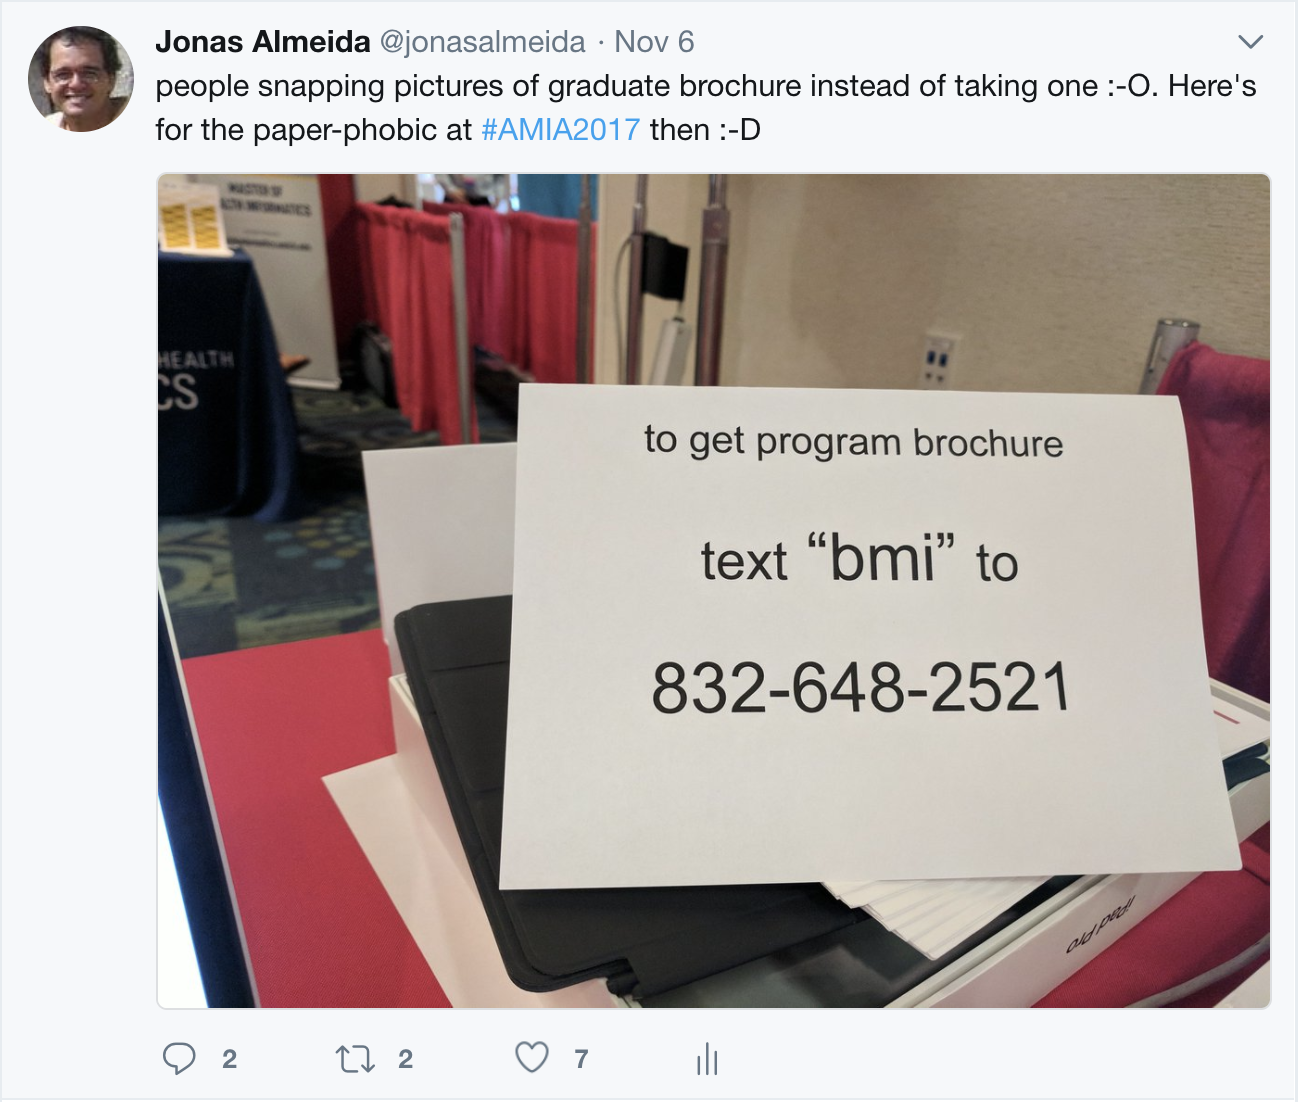 Jonas Almeida @jonasalmeida · Nov 6
people snapping pictures of graduate brochure instead of taking one :-O. Here's
for the paper-phobic at #AMIA2017 then :-D
MASTER OF
HEALTH
CS
to get program brochure
text “bmi” to
832-648-2521
iPad Pro
2
2
7